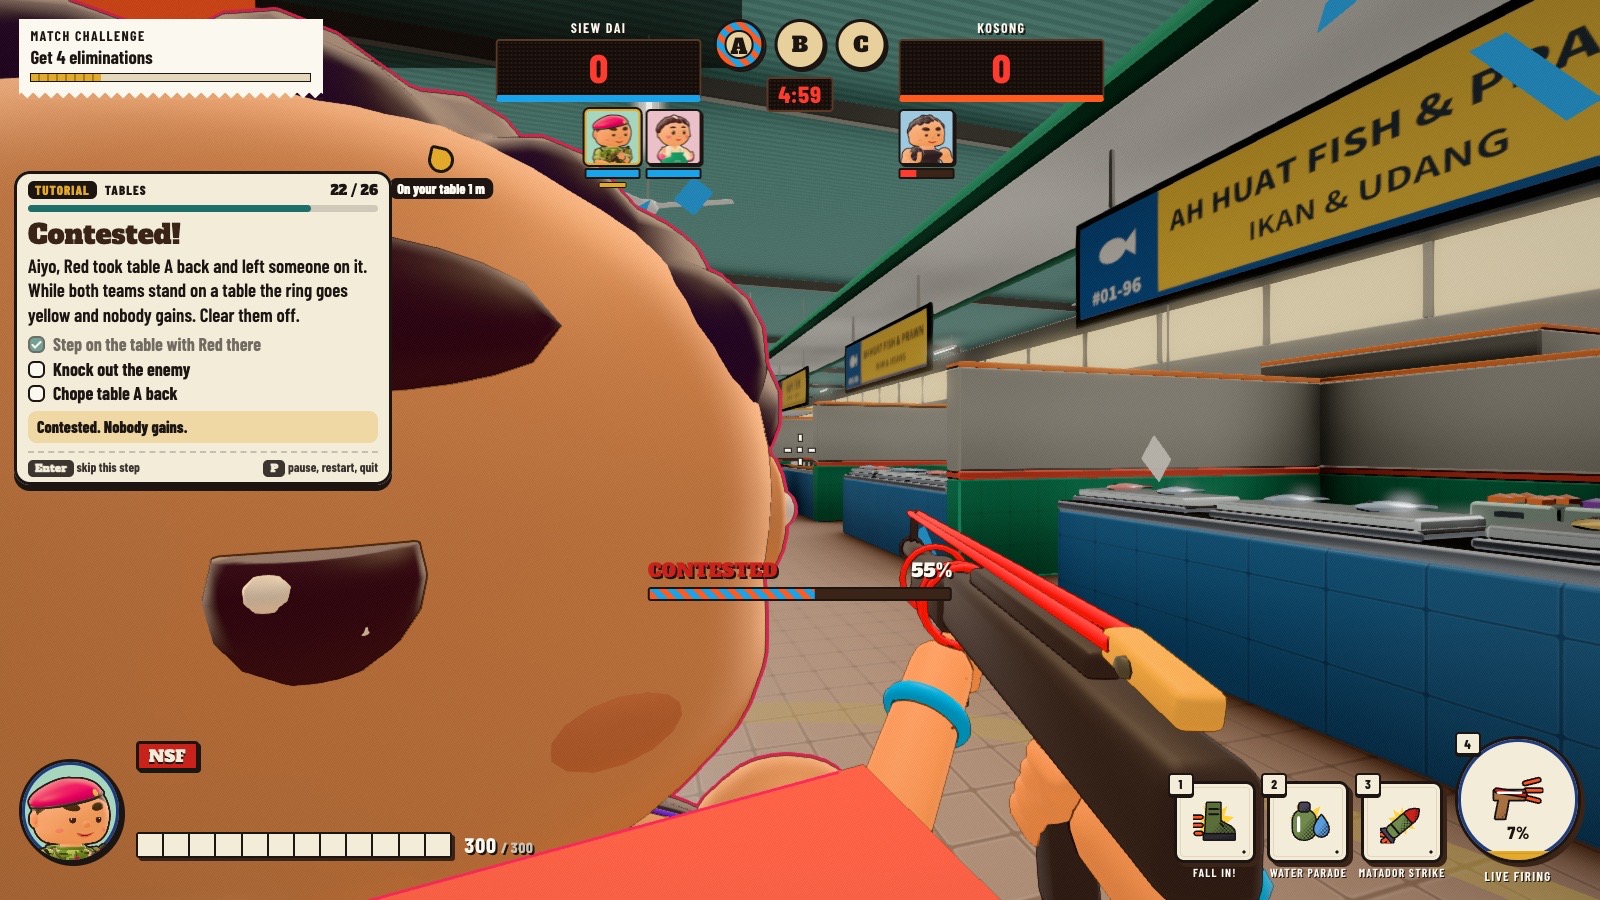 MATCH CHALLENGE
Get 4 eliminations
SIEW DAI
0
A
B
C
4:59
KOSONG
0
On your table 1 m
TUTORIAL TABLES 22 / 26
Contested!
Aiyo, Red took table A back and left someone on it.
While both teams stand on a table the ring goes
yellow and nobody gains. Clear them off.
Step on the table with Red there
Knock out the enemy
Chope table A back
Contested. Nobody gains.
Enter skip this step
P pause, restart, quit
AH HUAT FISH &
IKAN & UDANG
#01-96
AH HUAT FISH & PRAWN
CONTESTED 55%
NSF
300 / 300
1
FALL IN!
2
WATER PARADE
3
MATADOR STRIKE
4
7%
LIVE FIRING